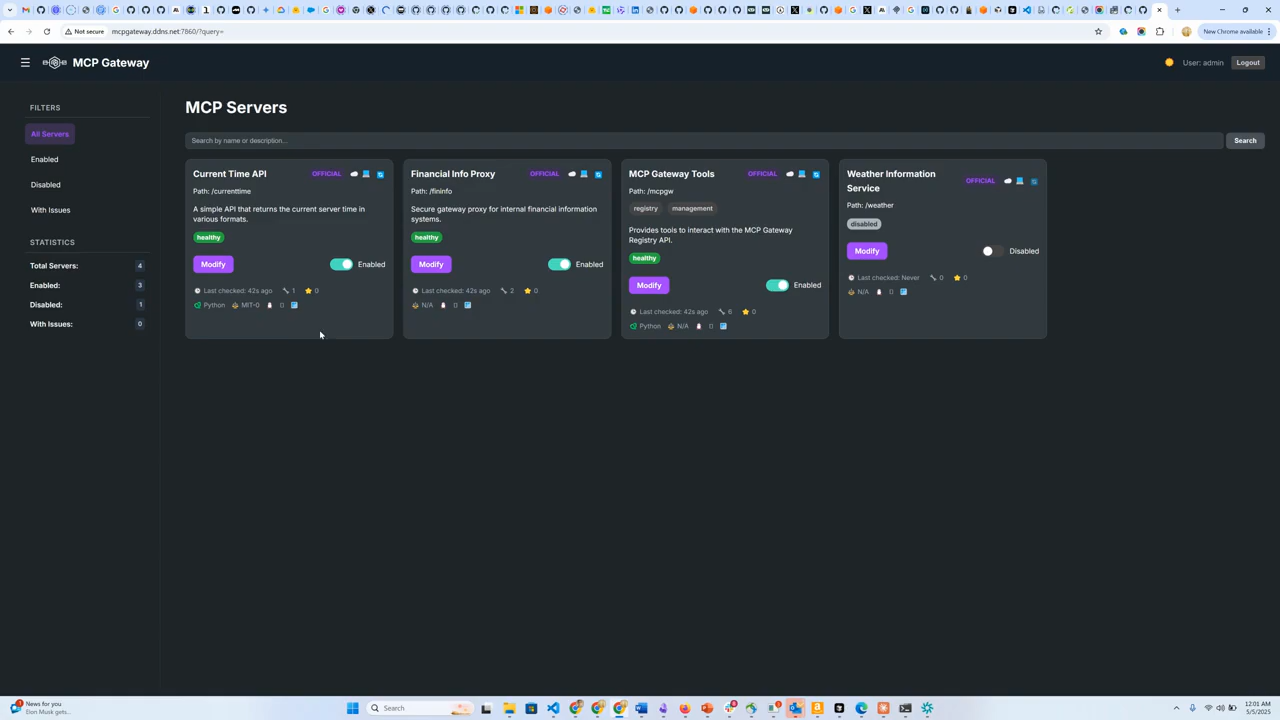 Not secure
mcpgateway.ddns.net:7860/?query=
New Chrome available
MCP Gateway
User: admin
Logout
FILTERS
All Servers
Enabled
Disabled
With Issues
STATISTICS
Total Servers: 4
Enabled: 3
Disabled: 1
With Issues: 0
MCP Servers
Search by name or description...
Search
Current Time API
OFFICIAL
Path: /currenttime
A simple API that returns the current server time in
various formats.
healthy
Modify
Enabled
Last checked: 42s ago
1
0
Python
MIT-0
Financial Info Proxy
OFFICIAL
Path: /fininfo
Secure gateway proxy for internal financial information
systems.
healthy
Modify
Enabled
Last checked: 42s ago
2
0
N/A
MCP Gateway Tools
OFFICIAL
Path: /mcpgw
registry
management
Provides tools to interact with the MCP Gateway
Registry API.
healthy
Modify
Enabled
Last checked: 42s ago
6
0
Python
N/A
Weather Information
Service
OFFICIAL
Path: /weather
disabled
Modify
Disabled
Last checked: Never
0
0
N/A
News for you
Elon Musk gets...
Search
12:01 AM
5/5/2025